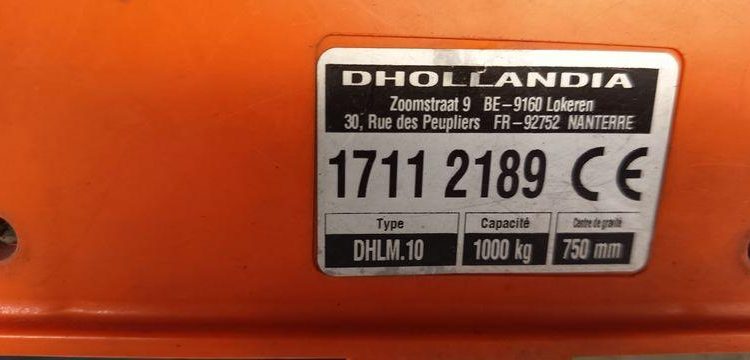 DHOLLANDIA
Zoomstraat 9 BE-9160 Lokeren
30, Rue des Peupliers FR-92752 NANTERRE
1711 2189 CE
Type Capacité Centre de gravité
DHLM.10 1000 kg 750 mm